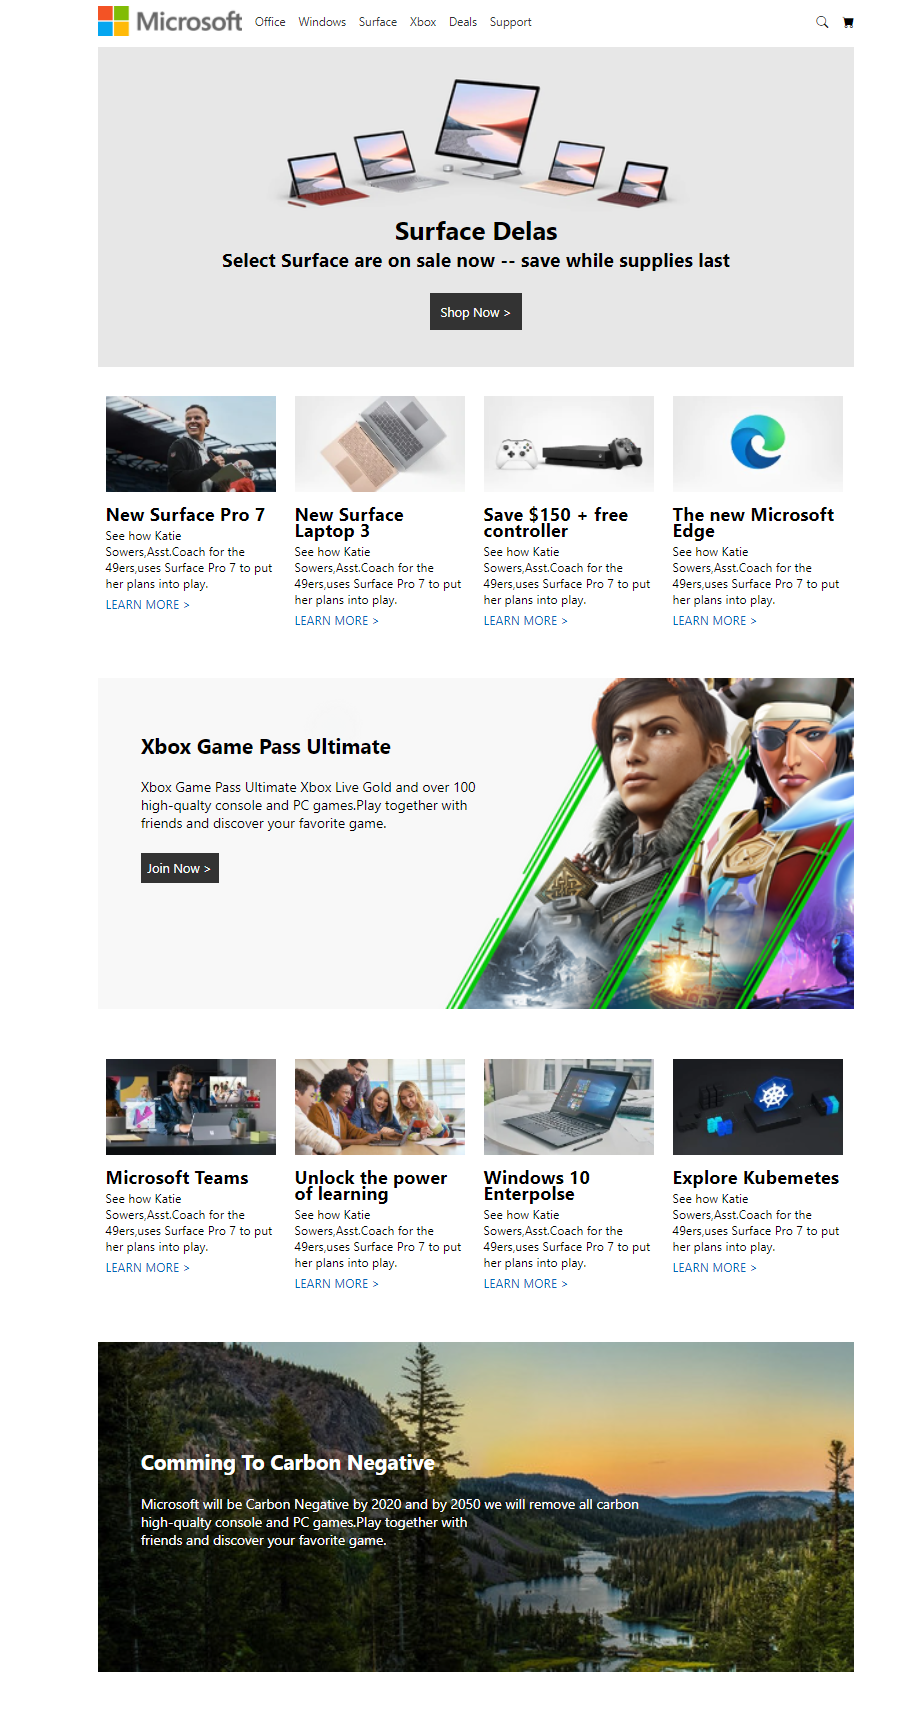 Microsoft Office Windows Surface Xbox Deals Support
Surface Delas
Select Surface are on sale now -- save while supplies last
Shop Now >
New Surface Pro 7
See how Katie
Sowers,Asst.Coach for the
49ers,uses Surface Pro 7 to put
her plans into play.
LEARN MORE >
New Surface
Laptop 3
See how Katie
Sowers,Asst.Coach for the
49ers,uses Surface Pro 7 to put
her plans into play.
LEARN MORE >
Save $150 + free
controller
See how Katie
Sowers,Asst.Coach for the
49ers,uses Surface Pro 7 to put
her plans into play.
LEARN MORE >
The new Microsoft
Edge
See how Katie
Sowers,Asst.Coach for the
49ers,uses Surface Pro 7 to put
her plans into play.
LEARN MORE >
Xbox Game Pass Ultimate
Xbox Game Pass Ultimate Xbox Live Gold and over 100
high-qualty console and PC games.Play together with
friends and discover your favorite game.
Join Now >
Microsoft Teams
See how Katie
Sowers,Asst.Coach for the
49ers,uses Surface Pro 7 to put
her plans into play.
LEARN MORE >
Unlock the power
of learning
See how Katie
Sowers,Asst.Coach for the
49ers,uses Surface Pro 7 to put
her plans into play.
LEARN MORE >
Windows 10
Enterpolse
See how Katie
Sowers,Asst.Coach for the
49ers,uses Surface Pro 7 to put
her plans into play.
LEARN MORE >
Explore Kubemetes
See how Katie
Sowers,Asst.Coach for the
49ers,uses Surface Pro 7 to put
her plans into play.
LEARN MORE >
Comming To Carbon Negative
Microsoft will be Carbon Negative by 2020 and by 2050 we will remove all carbon
high-qualty console and PC games.Play together with
friends and discover your favorite game.